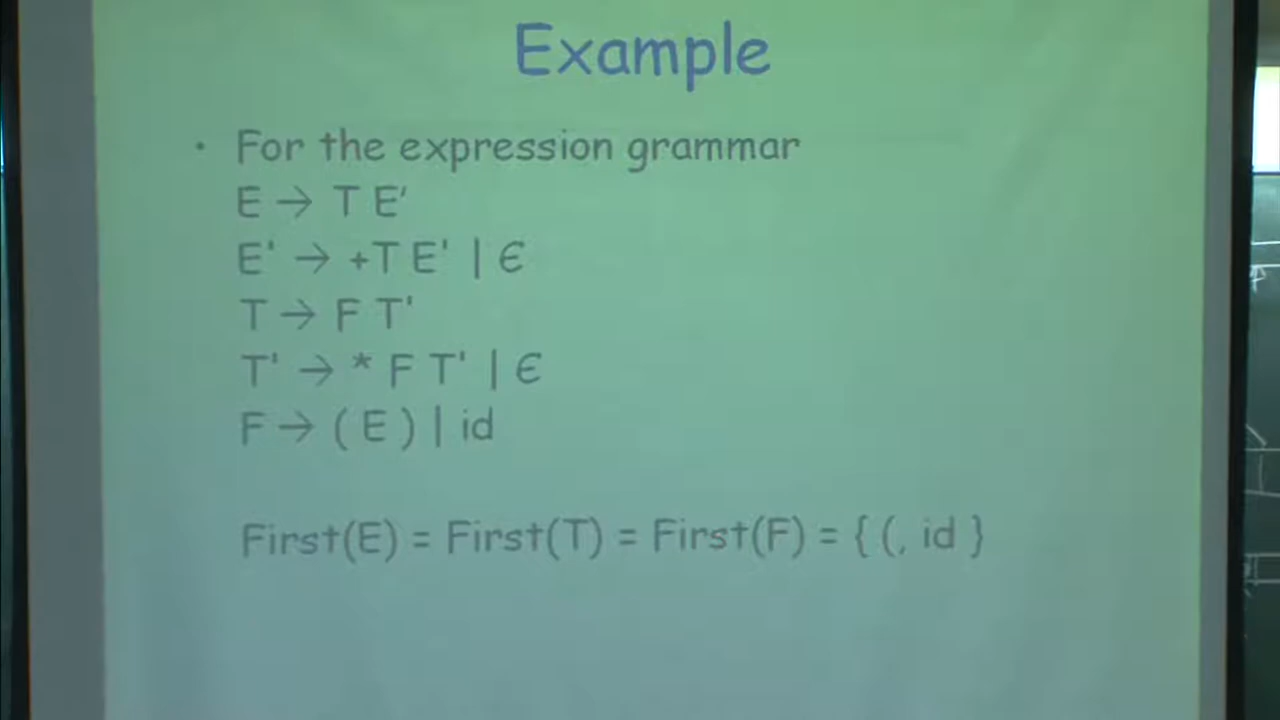 Example
• For the expression grammar
E → T E'
E' → +T E' | Є
T → F T'
T' → * F T' | Є
F → ( E ) | id
First(E) = First(T) = First(F) = { (, id }